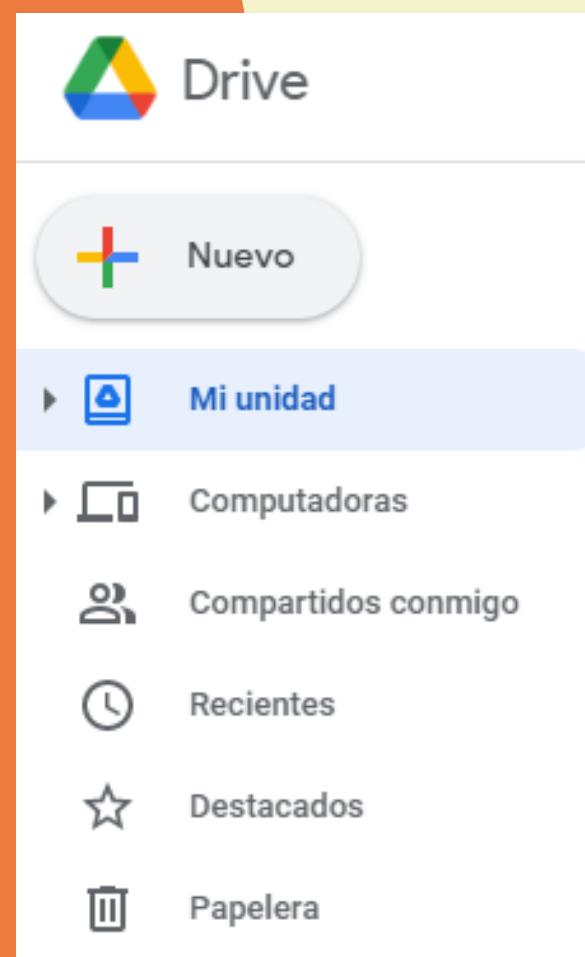 Drive
Nuevo
Mi unidad
Computadoras
Compartidos conmigo
Recientes
Destacados
Papelera